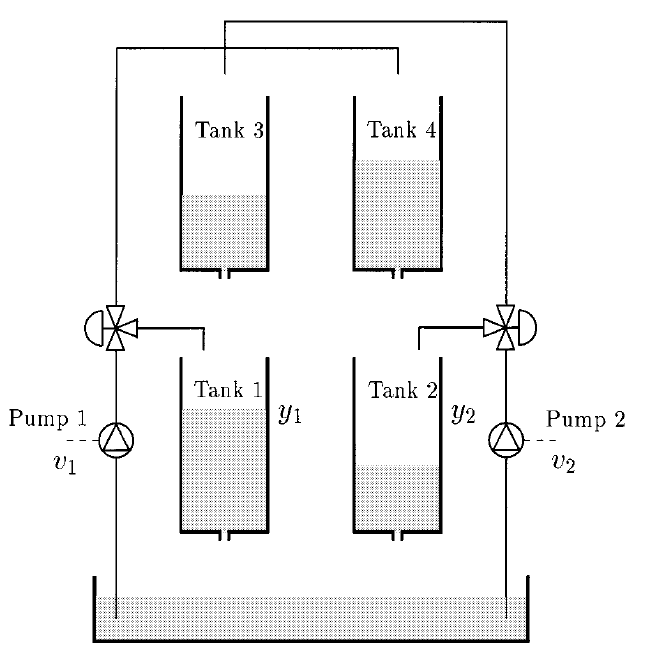 Tank 3
Tank 4
Tank 1
Tank 2
y1
y2
Pump 1
Pump 2
v1
v2